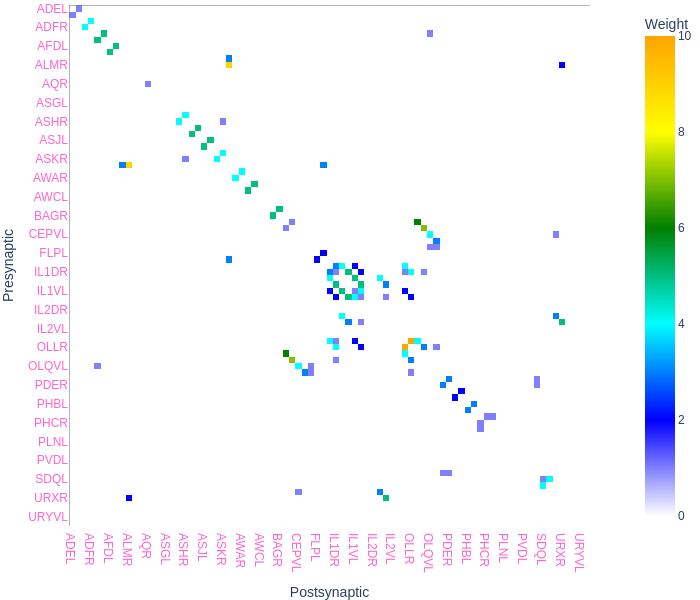 Weight
ADEL
ADFR
AFDL
ALMR
AQR
ASGL
ASHR
ASJL
ASKR
AWAR
AWCL
BAGR
CEPVL
FLPL
IL1DR
IL1VL
IL2DR
IL2VL
OLLR
OLQVL
PDER
PHBL
PHCR
PLNL
PVDL
SDQL
URXR
URYVL
Presynaptic
10
8
6
4
2
0
ADEL ADFR AFDL ALMR AQR ASGL ASHR ASJL ASKR AWAR AWCL BAGR CEPVL FLPL IL1DR IL1VL IL2DR IL2VL OLLR OLQVL PDER PHBL PHCR PLNL PVDL SDQL URXR URYVL
Postsynaptic